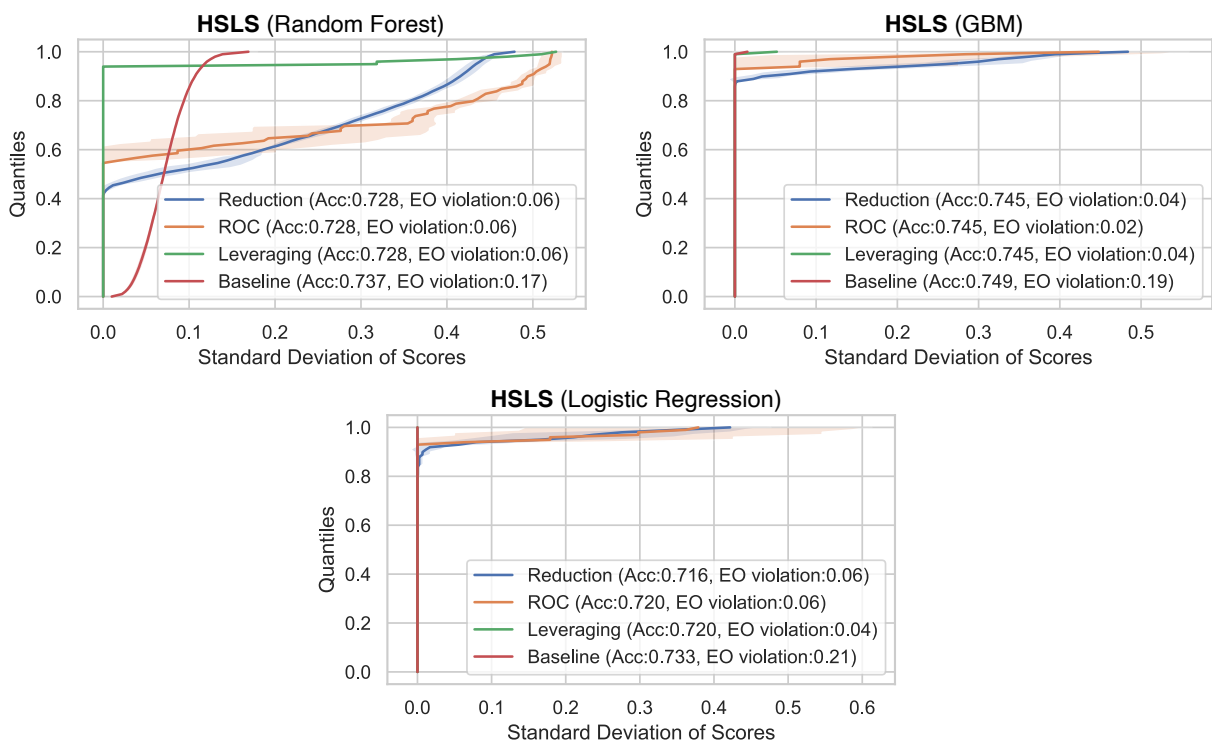 HSLS (Random Forest)
1.0
0.8
0.6
0.4
0.2
0.0
Quantiles
Reduction (Acc:0.728, EO violation:0.06)
ROC (Acc:0.728, EO violation:0.06)
Leveraging (Acc:0.728, EO violation:0.06)
Baseline (Acc:0.737, EO violation:0.17)
0.0 0.1 0.2 0.3 0.4 0.5
Standard Deviation of Scores
HSLS (GBM)
1.0
0.8
0.6
0.4
0.2
0.0
Quantiles
Reduction (Acc:0.745, EO violation:0.04)
ROC (Acc:0.745, EO violation:0.02)
Leveraging (Acc:0.745, EO violation:0.04)
Baseline (Acc:0.749, EO violation:0.19)
0.0 0.1 0.2 0.3 0.4 0.5
Standard Deviation of Scores
HSLS (Logistic Regression)
1.0
0.8
0.6
0.4
0.2
0.0
Quantiles
Reduction (Acc:0.716, EO violation:0.06)
ROC (Acc:0.720, EO violation:0.06)
Leveraging (Acc:0.720, EO violation:0.04)
Baseline (Acc:0.733, EO violation:0.21)
0.0 0.1 0.2 0.3 0.4 0.5 0.6
Standard Deviation of Scores